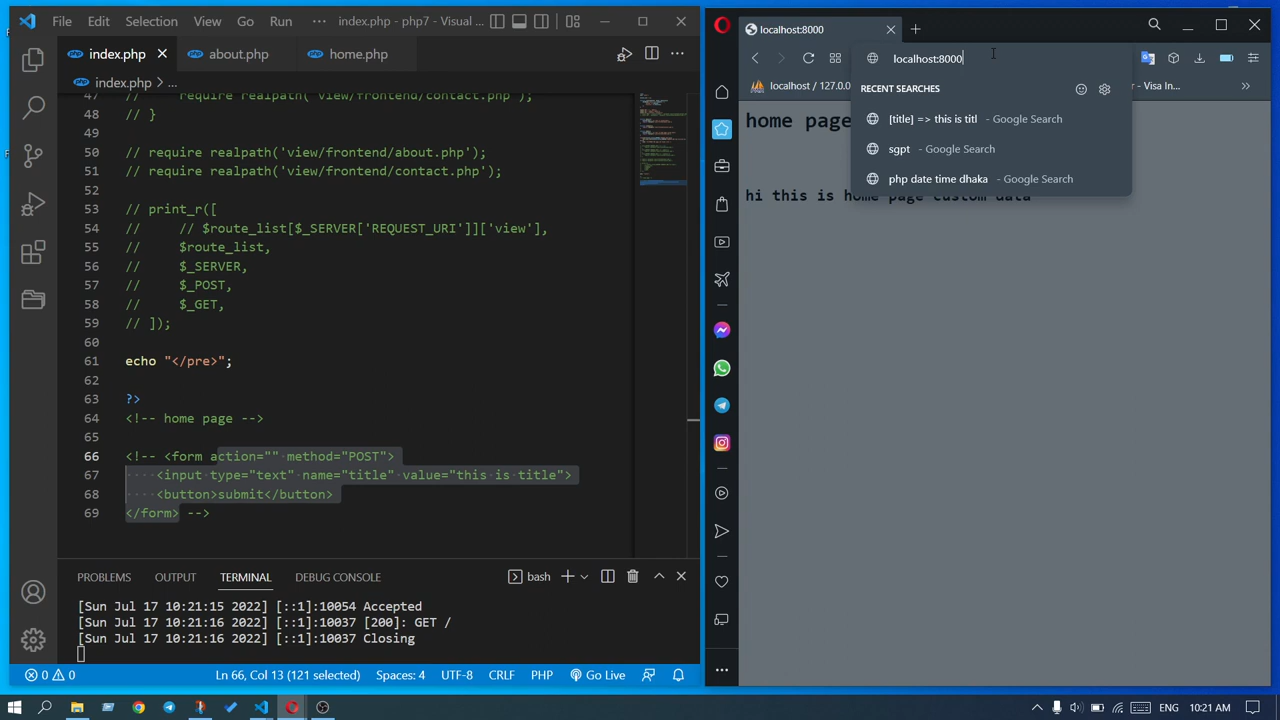 File Edit Selection View Go Run ··· index.php - php7 - Visual ...
php index.php php about.php php home.php
php index.php > ...
47 // require realpath('view/frontend/contact.php');
48 // }
49
50 // require realpath('view/frontend/about.php');
51 // require realpath('view/frontend/contact.php');
52
53 // print_r([
54 // // $route_list[$_SERVER['REQUEST_URI']]['view'],
55 // $route_list,
56 // $_SERVER,
57 // $_POST,
58 // $_GET,
59 // ]);
60
61 echo "</pre>";
62
63 ?>
64 <!-- home page -->
65
66 <!-- <form action="" method="POST">
67 ····<input type="text" name="title" value="this is title">
68 ····<button>submit</button>
69 </form> -->
PROBLEMS OUTPUT TERMINAL DEBUG CONSOLE bash
[Sun Jul 17 10:21:15 2022] [::1]:10054 Accepted
[Sun Jul 17 10:21:16 2022] [::1]:10037 [200]: GET /
[Sun Jul 17 10:21:16 2022] [::1]:10037 Closing
0 0 Ln 66, Col 13 (121 selected) Spaces: 4 UTF-8 CRLF PHP Go Live
localhost:8000
localhost:8000
localhost / 127.0.0 - Visa In...
RECENT SEARCHES
[title] => this is titl - Google Search
sgpt - Google Search
php date time dhaka - Google Search
home page
hi this is home page custom data
ENG 10:21 AM